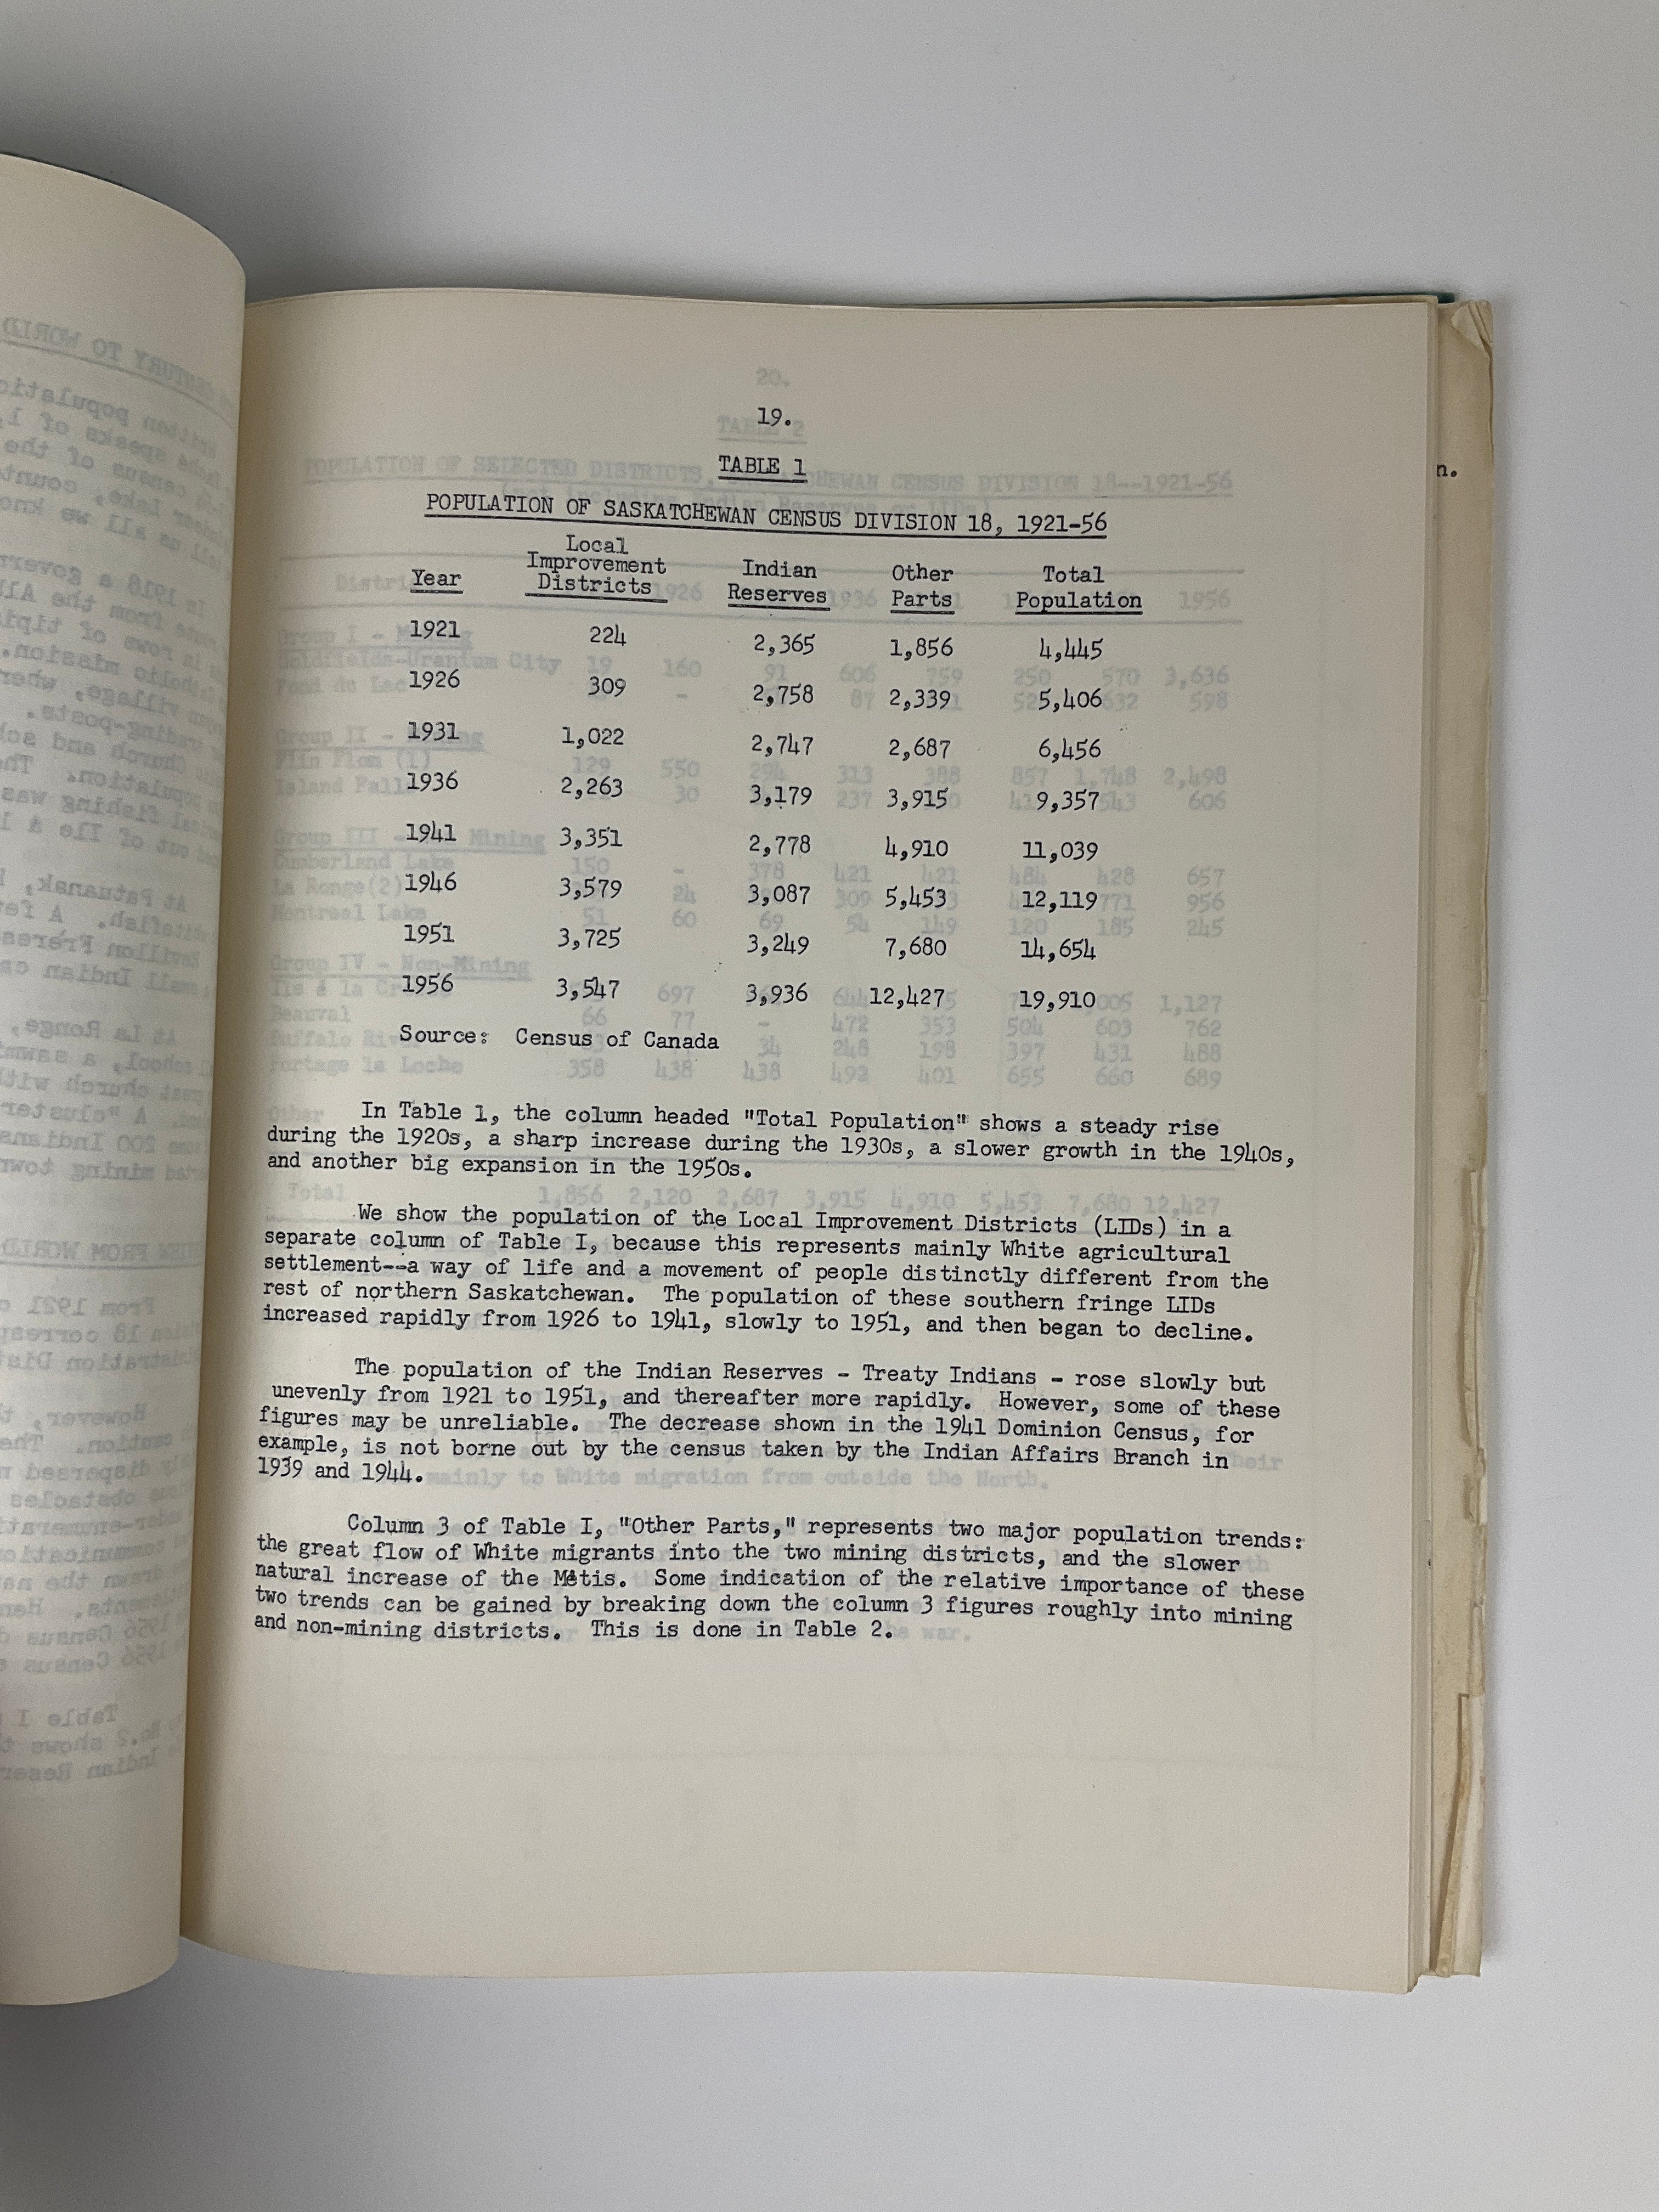 19.
TABLE 1
POPULATION OF SASKATCHEWAN CENSUS DIVISION 18, 1921-56
Year Local Improvement Districts Indian Reserves Other Parts Total Population
1921 224 2,365 1,856 4,445
1926 309 2,758 2,339 5,406
1931 1,022 2,747 2,687 6,456
1936 2,263 3,179 3,915 9,357
1941 3,351 2,778 4,910 11,039
1946 3,579 3,087 5,453 12,119
1951 3,725 3,249 7,680 14,654
1956 3,547 3,936 12,427 19,910
Source: Census of Canada
In Table 1, the column headed "Total Population" shows a steady rise
during the 1920s, a sharp increase during the 1930s, a slower growth in the 1940s,
and another big expansion in the 1950s.
We show the population of the Local Improvement Districts (LIDs) in a
separate column of Table I, because this represents mainly White agricultural
settlement--a way of life and a movement of people distinctly different from the
rest of northern Saskatchewan. The population of these southern fringe LIDs
increased rapidly from 1926 to 1941, slowly to 1951, and then began to decline.
The population of the Indian Reserves - Treaty Indians - rose slowly but
unevenly from 1921 to 1951, and thereafter more rapidly. However, some of these
figures may be unreliable. The decrease shown in the 1941 Dominion Census, for
example, is not borne out by the census taken by the Indian Affairs Branch in
1939 and 1944.
Column 3 of Table I, "Other Parts," represents two major population trends:
the great flow of White migrants into the two mining districts, and the slower
natural increase of the Métis. Some indication of the relative importance of these
two trends can be gained by breaking down the column 3 figures roughly into mining
and non-mining districts. This is done in Table 2.
n.